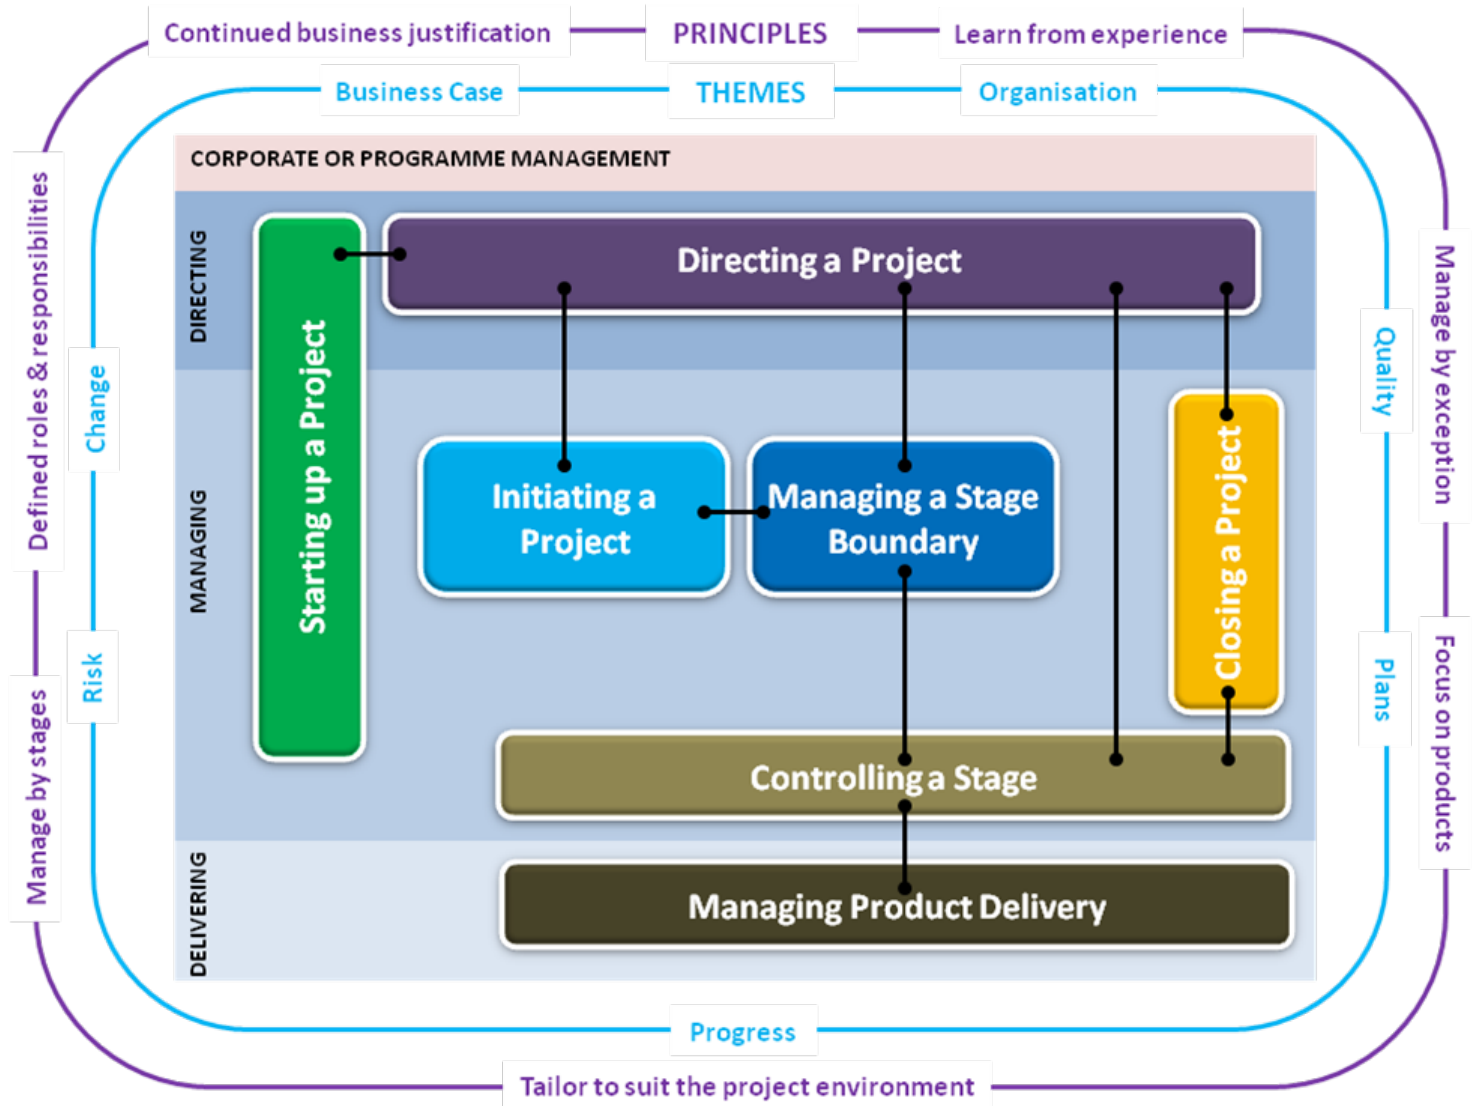 Continued business justification
PRINCIPLES
Learn from experience
Business Case
THEMES
Organisation
CORPORATE OR PROGRAMME MANAGEMENT
Defined roles & responsibilities
Change
DIRECTING
Starting up a Project
Directing a Project
Quality
Manage by exception
MANAGING
Initiating a
Project
Managing a Stage
Boundary
Closing a Project
Manage by stages
Risk
Controlling a Stage
Plans
Focus on products
DELIVERING
Managing Product Delivery
Progress
Tailor to suit the project environment